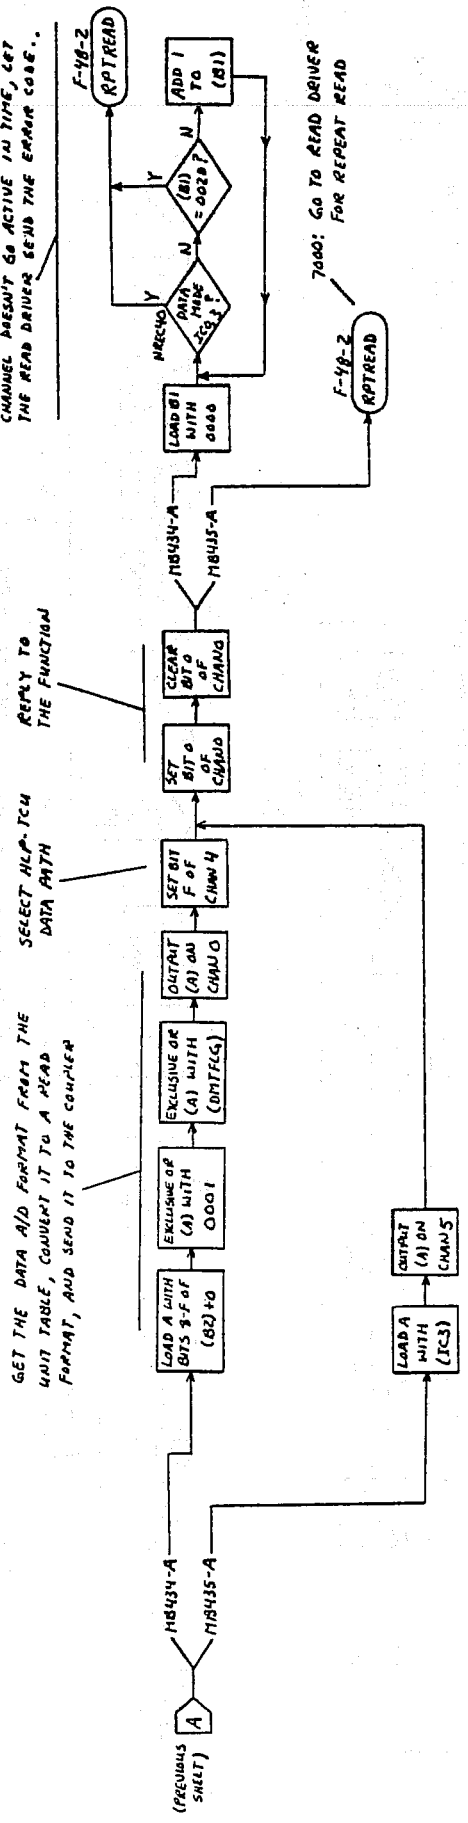 (PREVIOUS
SHEET)
A
MB434-A
MB435-A
GET THE DATA A/D FORMAT FROM THE
UNIT TABLE, CONVERT IT TO A READ
FORMAT, AND SEND IT TO THE COUPLER
LOAD A WITH
BITS 8-F OF
(B2)+0
EXCLUSIVE OR
(A) WITH
0001
EXCLUSIVE OR
(A) WITH
(DMTFLG)
OUTPUT
(A) ON
CHAN 0
SELECT HLP-TCU
DATA PATH
SET BIT
F OF
CHAN 4
LOAD A
WITH
(IC3)
OUTPUT
(A) ON
CHAN 5
REPLY TO
THE FUNCTION
SET
BIT 0
OF
CHAN 0
CLEAR
BIT 0
OF
CHAN 0
MB434-A
MB435-A
LOAD B1
WITH
0000
NREC40
DATA
MODE
IC9 3
?
Y
N
(B1)
= 0020?
Y
N
ADD 1
TO
(B1)
CHANNEL DOESN'T GO ACTIVE IN TIME, LET
THE READ DRIVER SEND THE ERROR CODE..
F-48-2
RPTREAD
7000: GO TO READ DRIVER
FOR REPEAT READ
F-48-2
RPTREAD